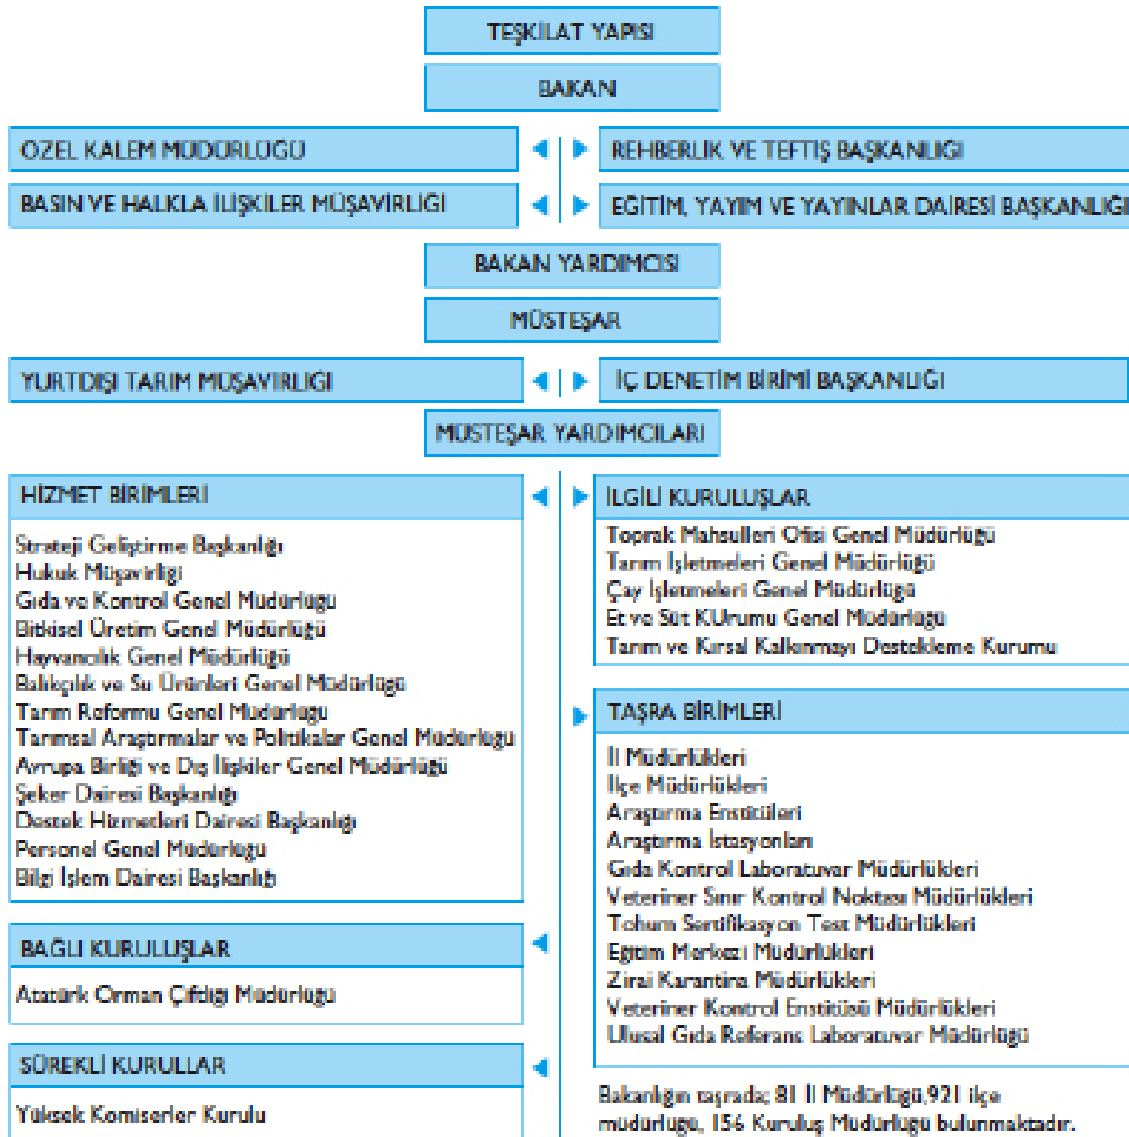 TEŞKİLAT YAPISI
BAKAN
ÖZEL KALEM MÜDÜRLÜĞÜ
REHBERLİK VE TEFTİŞ BAŞKANLIĞI
BASIN VE HALKLA İLİŞKİLER MÜŞAVİRLİĞİ
EĞİTİM, YAYIM VE YAYINLAR DAİRESİ BAŞKANLIĞI
BAKAN YARDIMCISI
MÜSTEŞAR
YURTDIŞI TARIM MÜŞAVİRLİĞİ
İÇ DENETİM BİRİMİ BAŞKANLIĞI
MÜSTEŞAR YARDIMCILARI
HİZMET BİRİMLERİ
Strateji Geliştirme Başkanlığı
Hukuk Müşavirliği
Gıda ve Kontrol Genel Müdürlüğü
Bitkisel Üretim Genel Müdürlüğü
Hayvancılık Genel Müdürlüğü
Balıkçılık ve Su Ürünleri Genel Müdürlüğü
Tarım Reformu Genel Müdürlüğü
Tarımsal Araştırmalar ve Politikalar Genel Müdürlüğü
Avrupa Birliği ve Dış İlişkiler Genel Müdürlüğü
Şeker Dairesi Başkanlığı
Destek Hizmetleri Dairesi Başkanlığı
Personel Genel Müdürlüğü
Bilgi İşlem Dairesi Başkanlığı
BAĞLI KURULUŞLAR
Atatürk Orman Çiftliği Müdürlüğü
SÜREKLİ KURULLAR
Yüksek Komiserler Kurulu
İLGİLİ KURULUŞLAR
Toprak Mahsulleri Ofisi Genel Müdürlüğü
Tarım İşletmeleri Genel Müdürlüğü
Çay İşletmeleri Genel Müdürlüğü
Et ve Süt KUrumu Genel Müdürlüğü
Tarım ve Kırsal Kalkınmayı Destekleme Kurumu
TAŞRA BİRİMLERİ
İl Müdürlükleri
İlçe Müdürlükleri
Araştırma Enstitüleri
Araştırma İstasyonları
Gıda Kontrol Laboratuvar Müdürlükleri
Veteriner Sınır Kontrol Noktası Müdürlükleri
Tohum Sertifikasyon Test Müdürlükleri
Eğitim Merkezi Müdürlükleri
Zirai Karantina Müdürlükleri
Veteriner Kontrol Enstitüsü Müdürlükleri
Ulusal Gıda Referans Laboratuvar Müdürlüğü
Bakanlığın taşrada; 81 İl Müdürlüğü,921 ilçe
müdürlüğü, 156 Kuruluş Müdürlüğü bulunmaktadır.